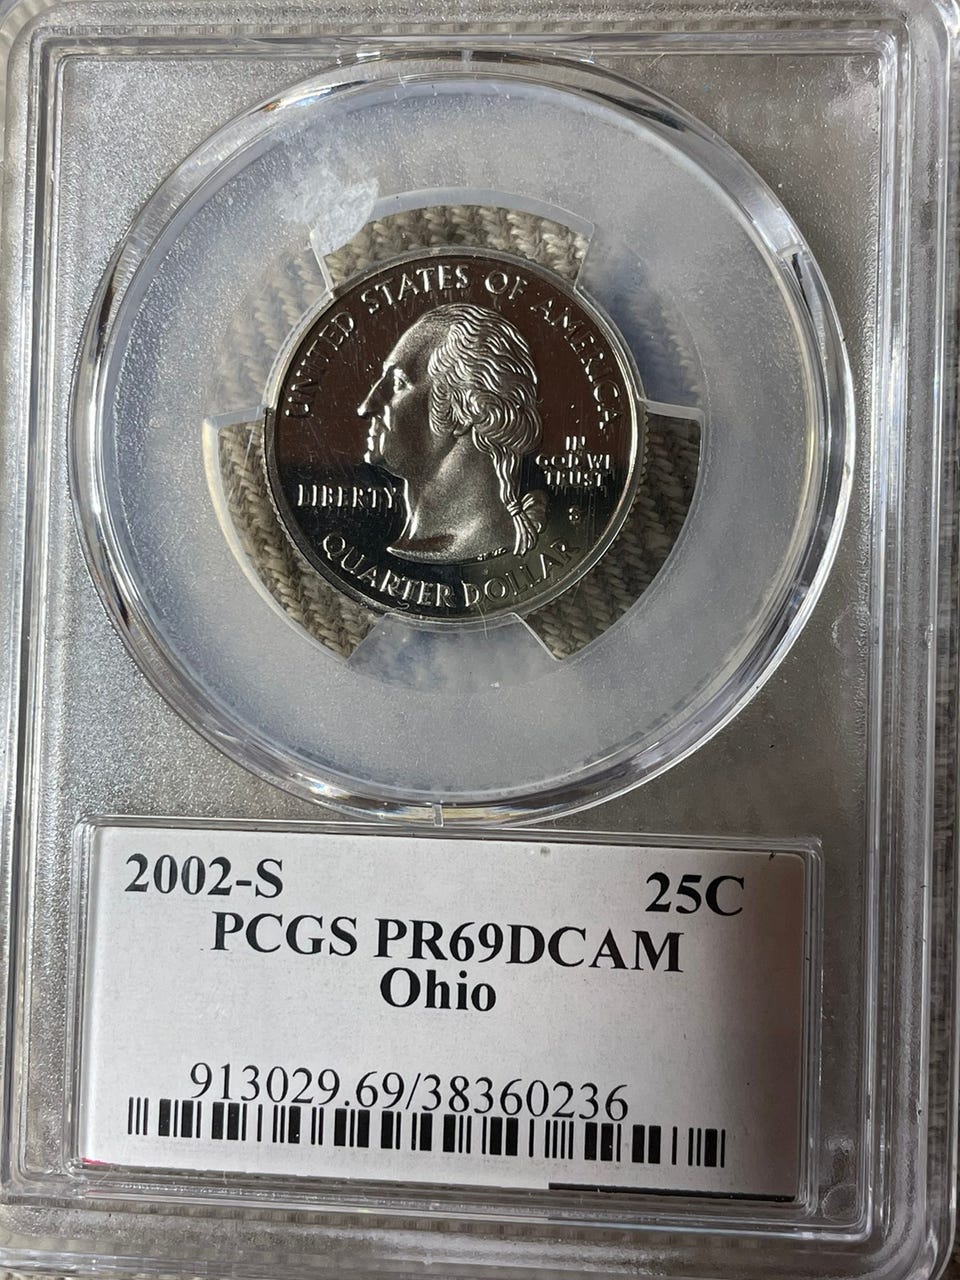 UNITED STATES OF AMERICA
IN
GOD WE
TRUST
LIBERTY
S
QUARTER DOLLAR
2002-S 25C
PCGS PR69DCAM
Ohio
913029.69/38360236